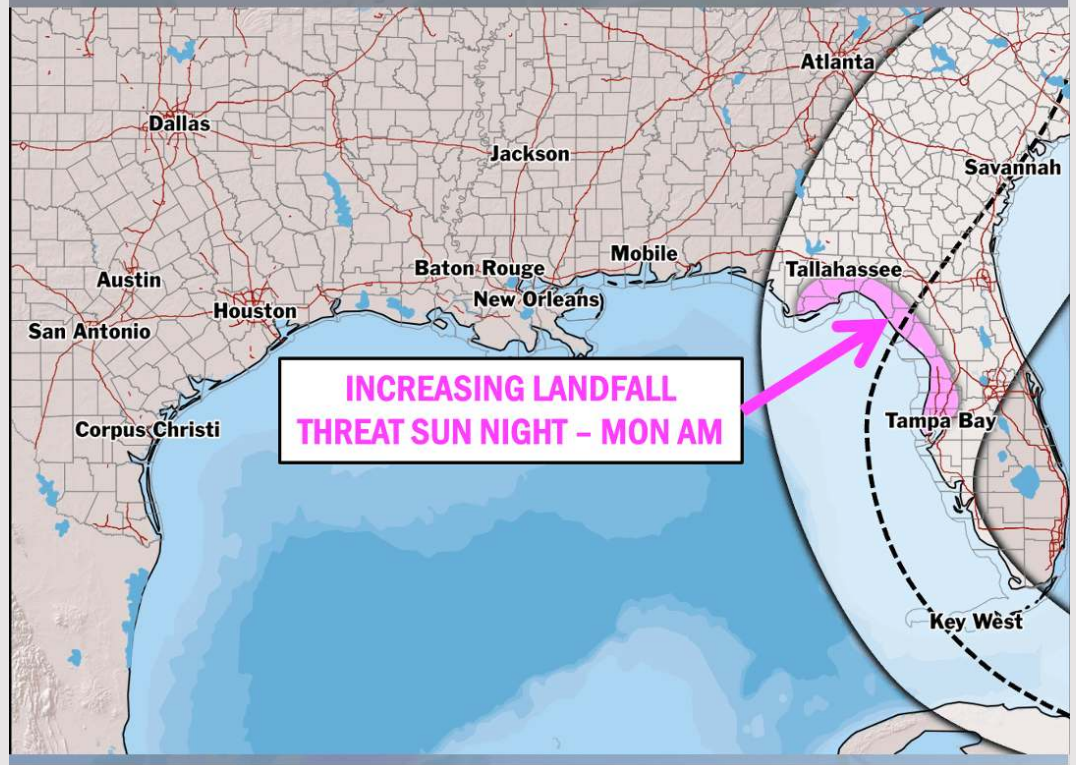 Atlanta
Dallas
Jackson
Savannah
Mobile
Tallahassee
Baton Rouge
Austin
New Orleans
Houston
San Antonio
INCREASING LANDFALL
THREAT SUN NIGHT – MON AM
Tampa Bay
Corpus Christi
Key West